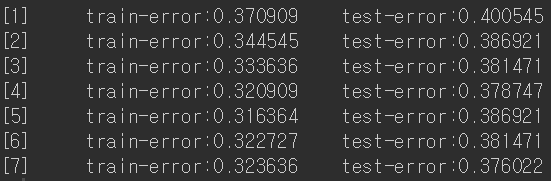 [1] train-error:0.370909 test-error:0.400545
[2] train-error:0.344545 test-error:0.386921
[3] train-error:0.333636 test-error:0.381471
[4] train-error:0.320909 test-error:0.378747
[5] train-error:0.316364 test-error:0.386921
[6] train-error:0.322727 test-error:0.381471
[7] train-error:0.323636 test-error:0.376022